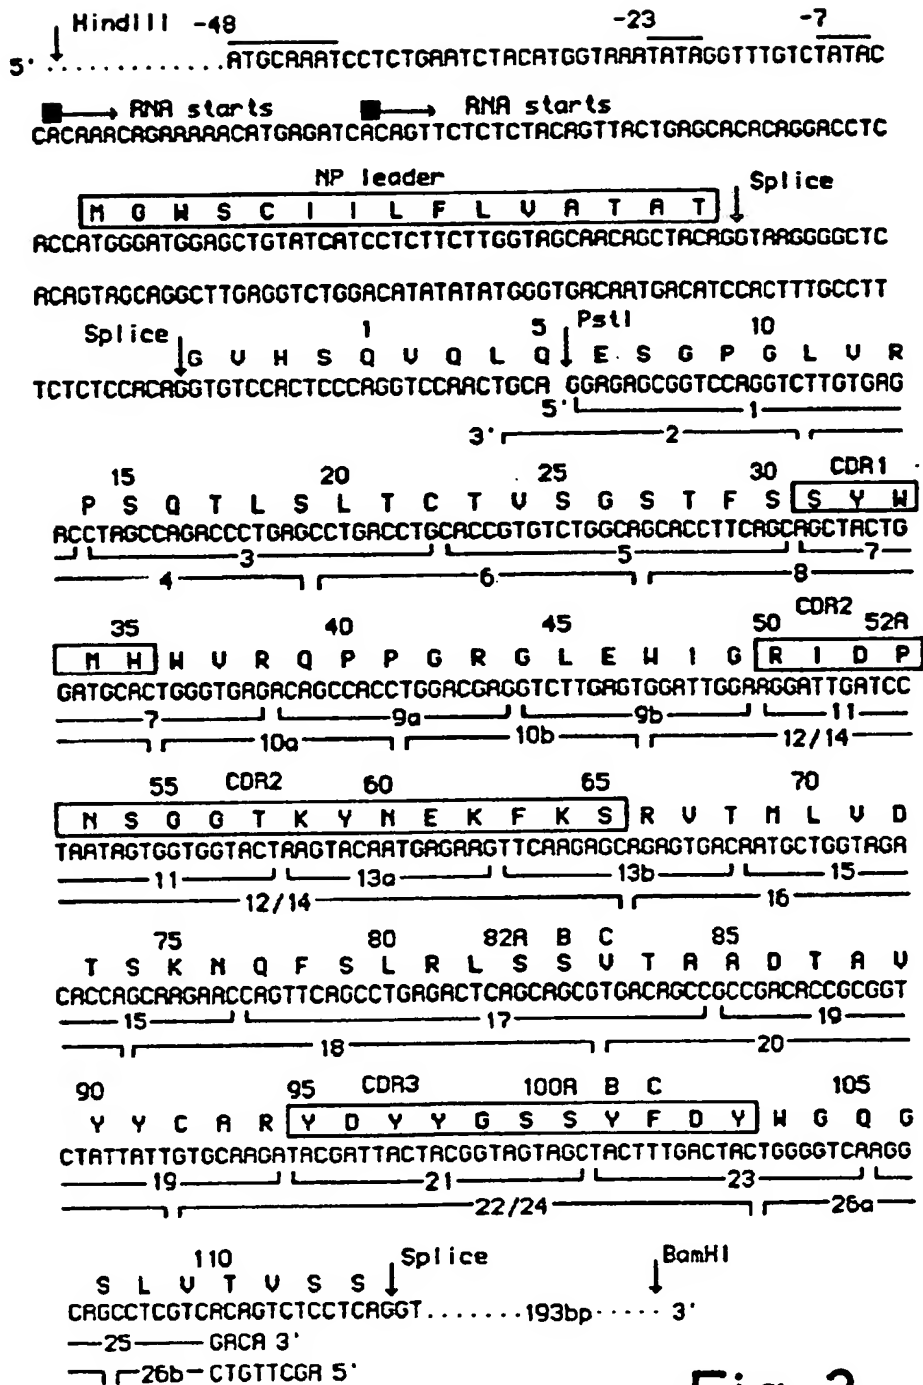 HindIII -48 -23 -7
5' .............ATGCAAATCCTCTGAATCTACATGGTAAATATAGGTTTGTCTATAC
RNA starts RNA starts
CACAAACAGAAAAACATGAGATCACAGTTCTCTCTACAGTTACTGAGCACACAGGACCTC
NP leader Splice
M G W S C I I L F L V A T A T
ACCATGGGATGGAGCTGTATCATCCTCTTCTTGGTAGCAACAGCTACAGGTAAGGGGCTC
ACAGTAGCAGGCTTGAGGTCTGGACATATATATGGGTGACAATGACATCCACTTTGCCTT
Splice 1 5 PstI 10
G V H S Q V Q L Q E S G P G L V R
TCTCTCCACAGGTGTCCACTCCCAGGTCCAACTGCA GGAGAGCGGTCCAGGTCTTGTGAG
5' 1
3' 2
15 20 25 30 CDR1
P S Q T L S L T C T V S G S T F S S Y W
ACCTAGCCAGACCCTGAGCCTGACCTGCACCGTGTCTGGCAGCACCTTCAGCAGCTACTG
3 5 7
4 6 8
35 40 45 50 CDR2 52A
M H W V R Q P P G R G L E W I G R I D P
GATGCACTGGGTGAGACAGCCACCTGGACGAGGTCTTGAGTGGATTGGAAGGATTGATCC
7 9a 9b 11
10a 10b 12/14
55 CDR2 60 65 70
N S G G T K Y N E K F K S R V T M L V D
TAATAGTGGTGGTACTAAGTACAATGAGAAGTTCAAGAGCAGAGTGACAATGCTGGTAGA
11 13a 13b 15
12/14 16
75 80 82A B C 85
T S K N Q F S L R L S S V T A A D T A V
CACCAGCAAGAACCAGTTCAGCCTGAGACTCAGCAGCGTGACAGCCGCCGACACCGCGGT
15 17 19
18 20
90 95 CDR3 100A B C 105
Y Y C A R Y D Y Y G S S Y F D Y W G Q G
CTATTATTGTGCAAGATACGATTACTACGGTAGTAGCTACTTTGACTACTGGGGTCAAGG
19 21 23
22/24 26a
110 Splice BamHI
S L V T V S S
CAGCCTCGTCACAGTCTCCTCAGGT.......193bp...... 3'
25 GACA 3'
26b CTGTTCGA 5'